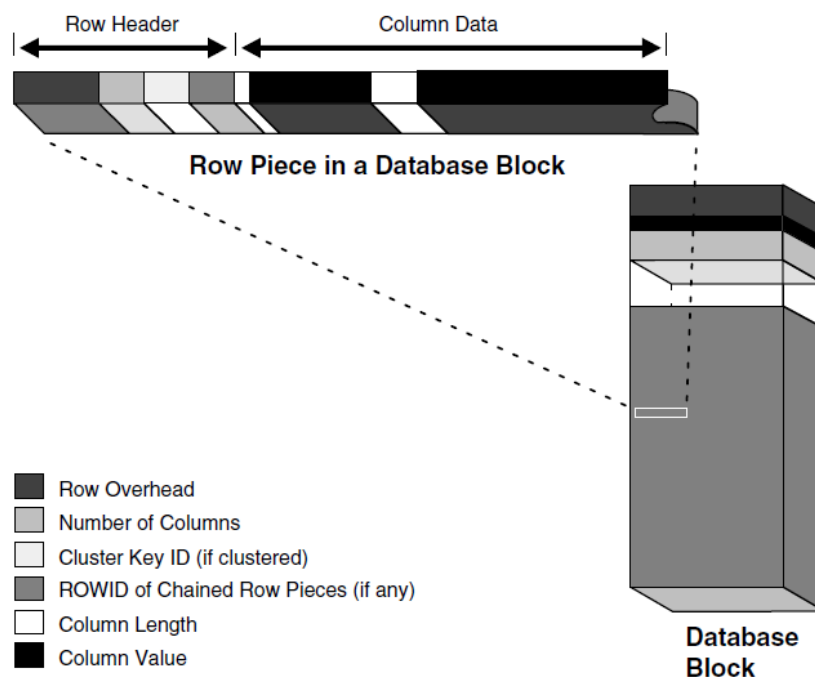 Row Header
Column Data
Row Piece in a Database Block
Row Overhead
Number of Columns
Cluster Key ID (if clustered)
ROWID of Chained Row Pieces (if any)
Column Length
Column Value
Database
Block